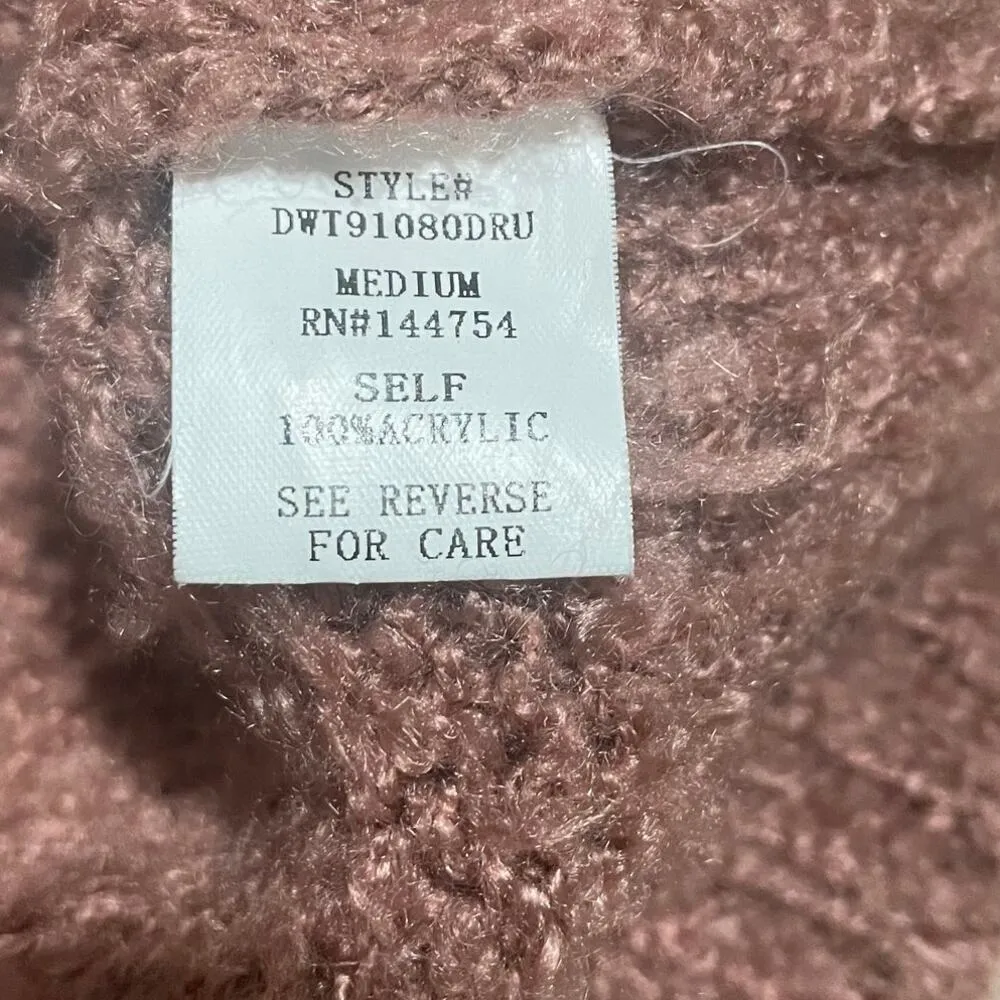 STYLE#
DWT91080DRU
MEDIUM
RN#144754
SELF
100%ACRYLIC
SEE REVERSE
FOR CARE